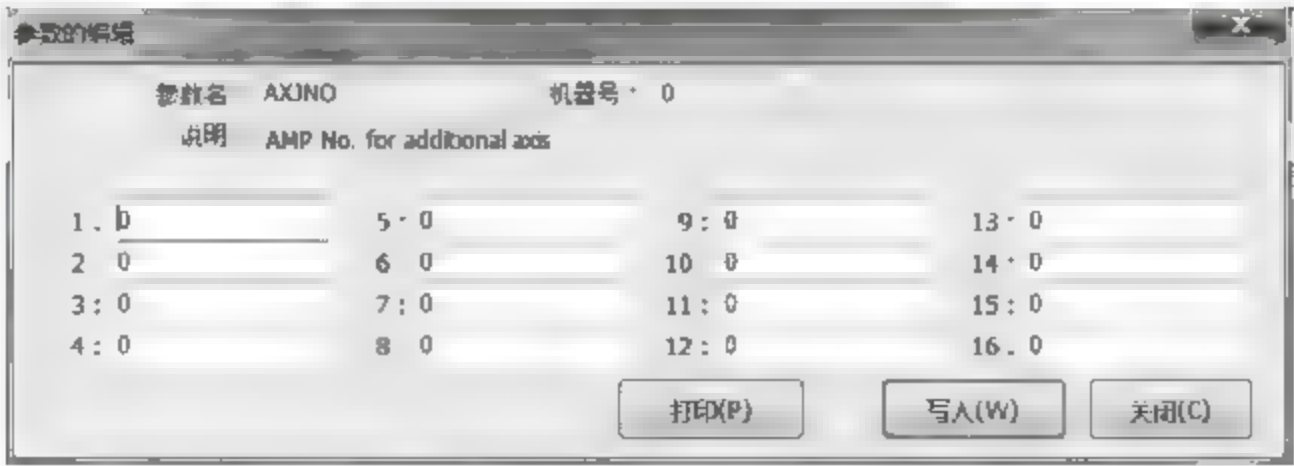 参数的编辑
X
参数名 AXJNO 机器号: 0
说明 AMP No. for additional axis
1. 0 5: 0 9: 0 13: 0
2 0 6 0 10 0 14: 0
3: 0 7: 0 11: 0 15: 0
4: 0 8 0 12: 0 16. 0
打印(P) 写入(W) 关闭(C)